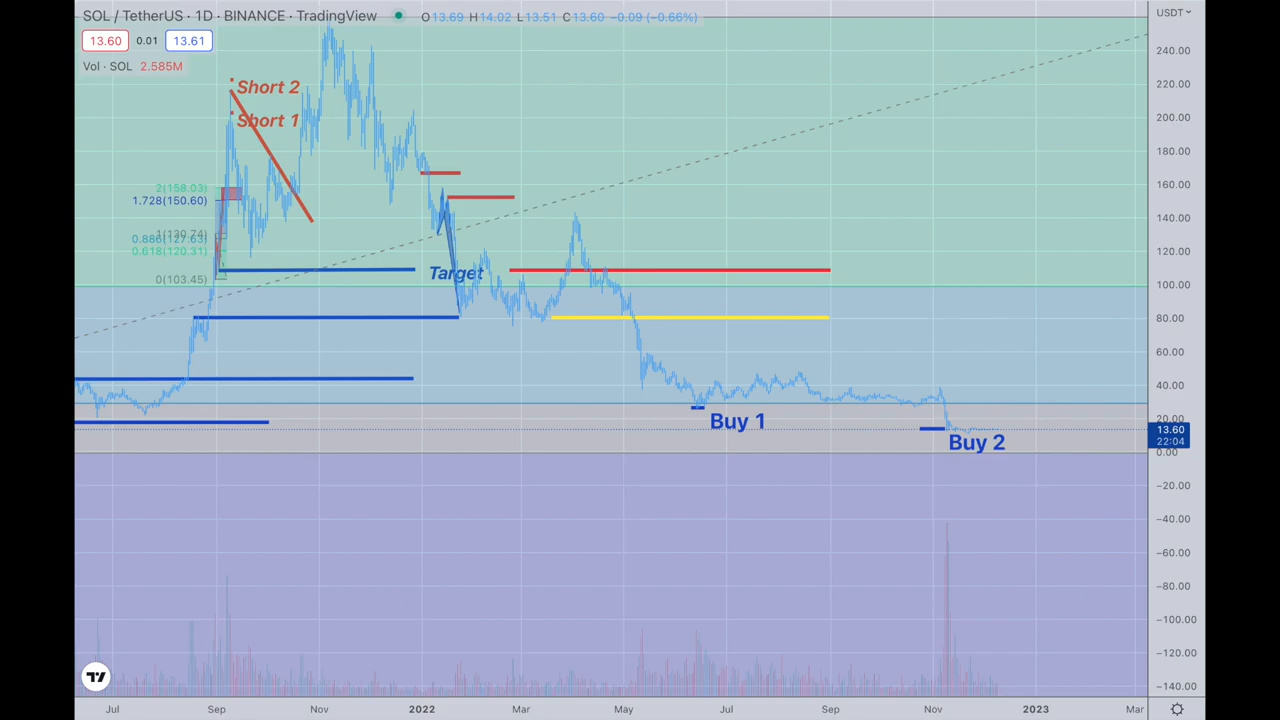 SOL / TetherUS · 1D · BINANCE · TradingView O13.69 H14.02 L13.51 C13.60 −0.09 (−0.66%)
USDT
13.60 0.01 13.61
Vol · SOL 2.585M
240.00
220.00
Short 2
200.00
Short 1
180.00
160.00
2(158.03)
1.728(150.60)
140.00
1(130.74)
0.886(127.63)
0.618(120.31)
120.00
Target
0(103.45)
100.00
80.00
60.00
40.00
20.00
Buy 1
13.60
22:04
Buy 2
0.00
−20.00
−40.00
−60.00
−80.00
−100.00
−120.00
−140.00
Jul Sep Nov 2022 Mar May Jul Sep Nov 2023 Mar